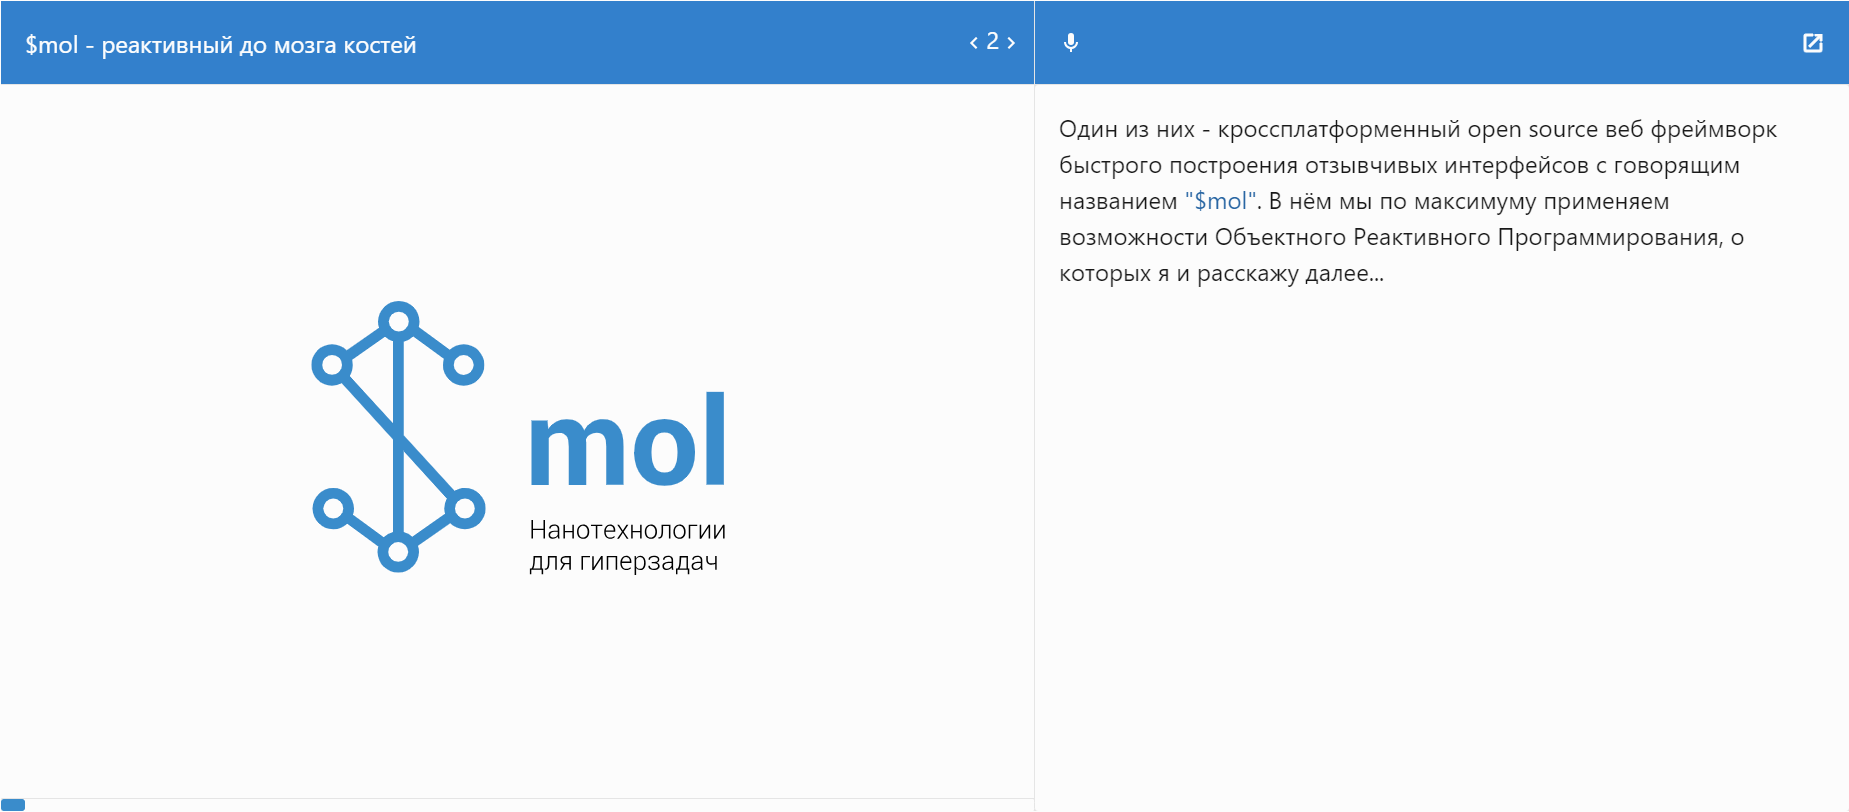 $mol - реактивный до мозга костей
‹ 2 ›
mol
Нанотехнологии
для гиперзадач
Один из них - кроссплатформенный open source веб фреймворк
быстрого построения отзывчивых интерфейсов с говорящим
названием "$mol". В нём мы по максимуму применяем
возможности Объектного Реактивного Программирования, о
которых я и расскажу далее...